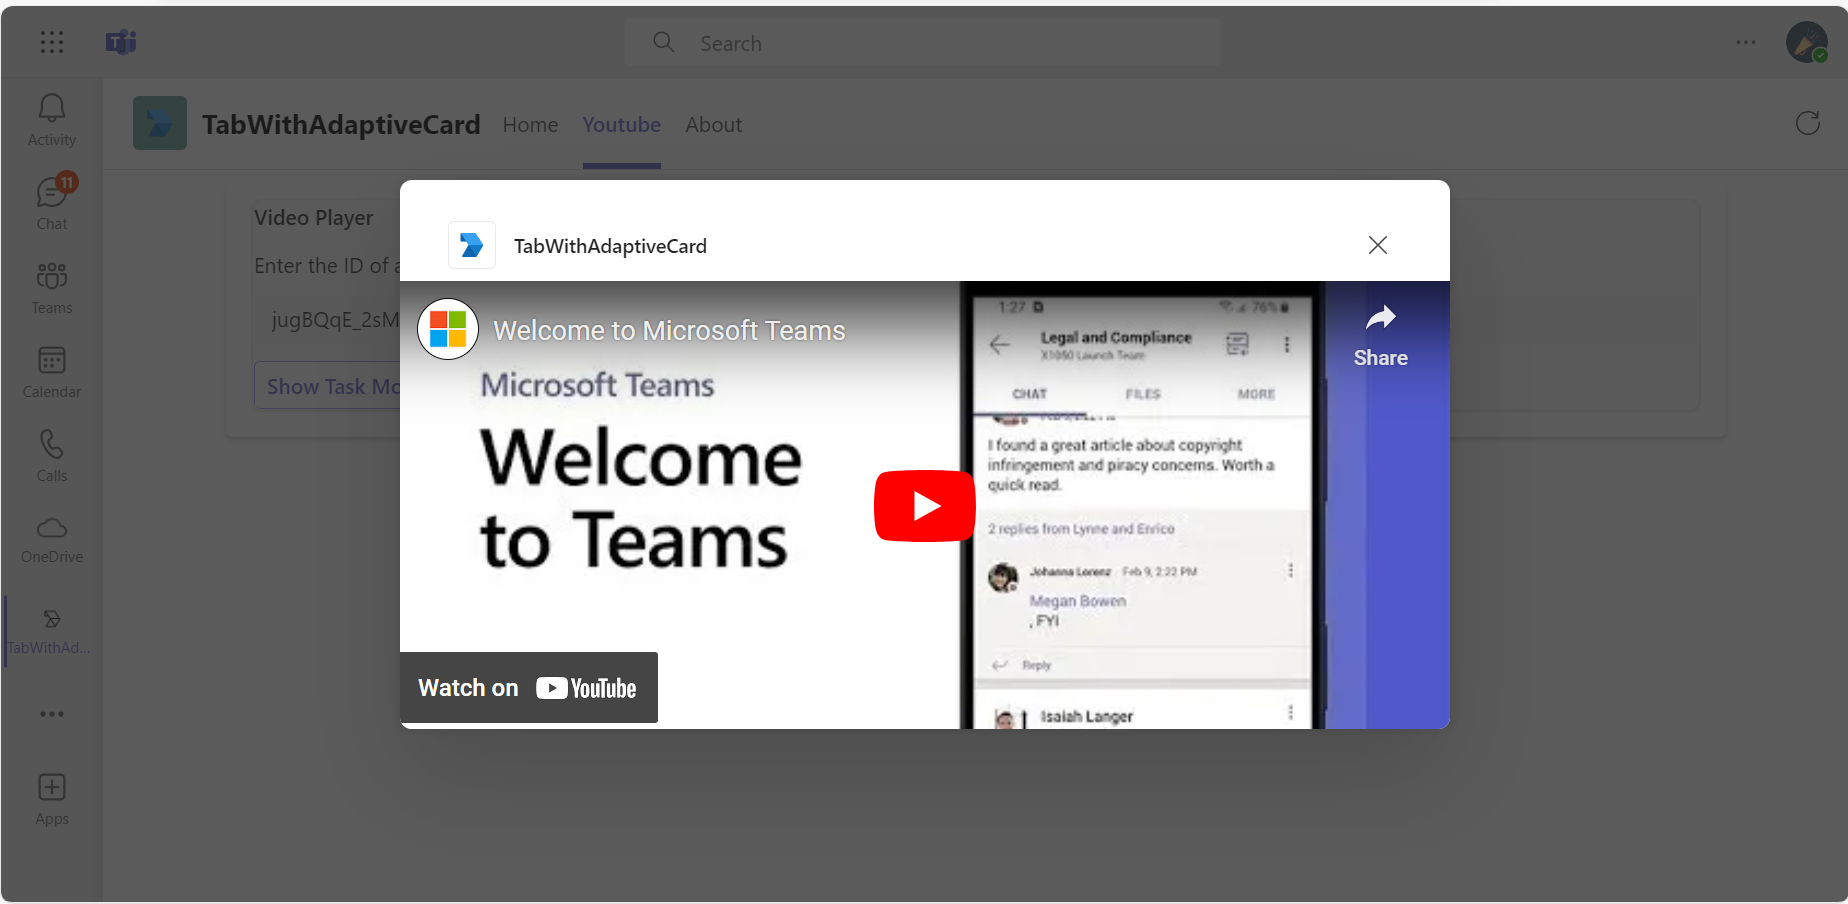 Search
Activity
11
Chat
Teams
Calendar
Calls
OneDrive
TabWithAd...
Apps
TabWithAdaptiveCard Home Youtube About
Video Player
Enter the ID of
jugBQqE_2sM
Show Task Mo
TabWithAdaptiveCard
Welcome to Microsoft Teams
Share
Microsoft Teams
Welcome
to Teams
Watch on YouTube
1:27 76%
Legal and Compliance
X1050 Launch Team
CHAT FILES MORE
I found a great article about copyright
infringement and piracy concerns. Worth a
quick read.
2 replies from Lynne and Enrico
Johanna Lorenz Feb 9, 2:22 PM
Megan Bowen
, FYI
Reply
Isaiah Langer